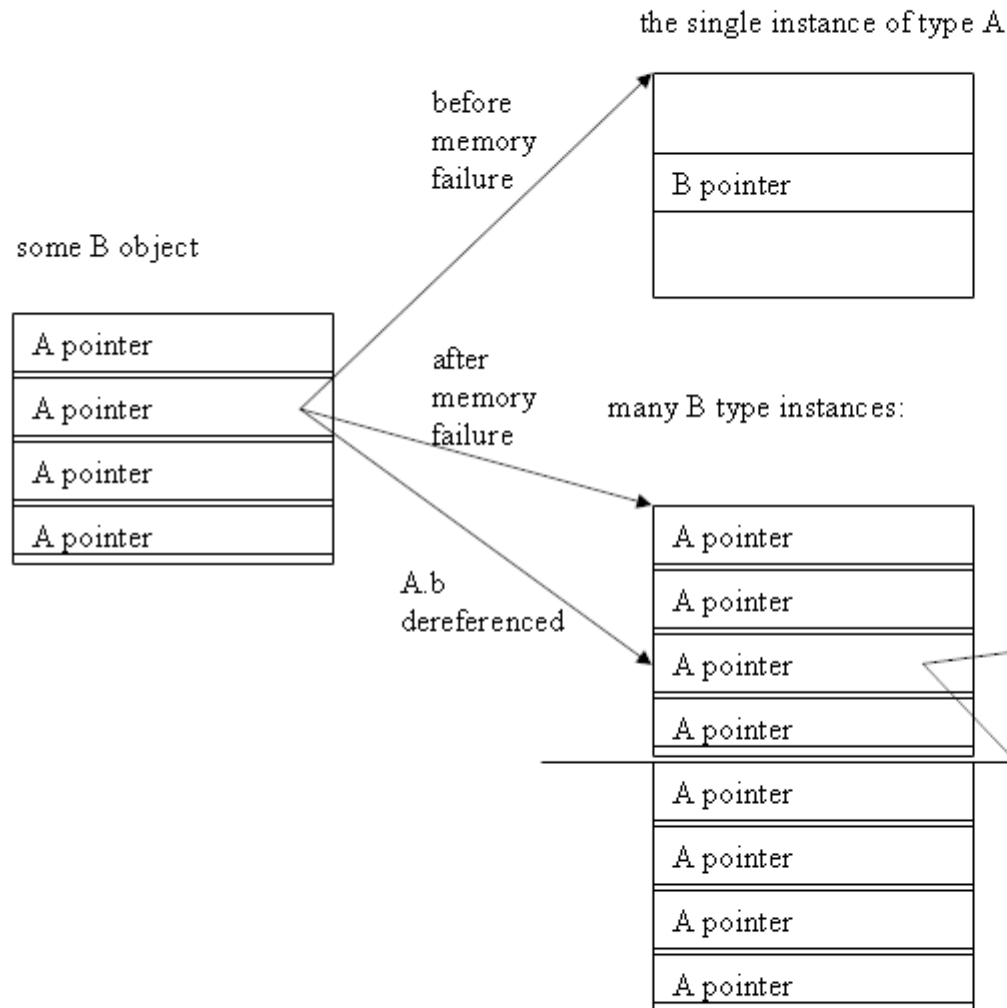 the single instance of type A
before
memory
failure
B pointer
some B object
A pointer
A pointer
A pointer
A pointer
after
memory
failure
many B type instances:
A.b
dereferenced
A pointer
A pointer
A pointer
A pointer
A pointer
A pointer
A pointer
A pointer